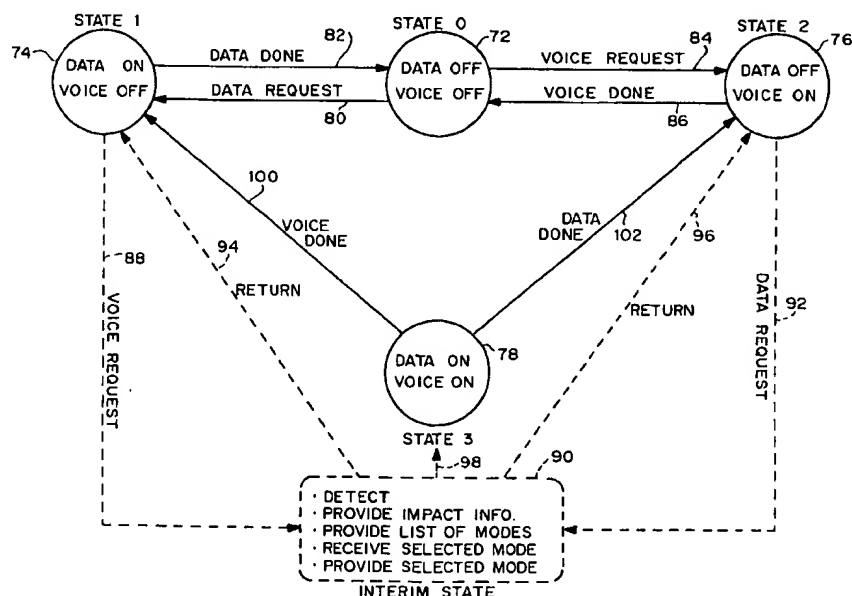 STATE 1
STATE 0
STATE 2
74
82
72
84
76
DATA DONE
VOICE REQUEST
DATA ON
VOICE OFF
DATA OFF
VOICE OFF
DATA OFF
VOICE ON
DATA REQUEST
VOICE DONE
80
86
100
VOICE
DONE
DATA
DONE
102
94
96
88
92
RETURN
RETURN
VOICE REQUEST
DATA REQUEST
DATA ON
VOICE ON
78
STATE 3
98
90
· DETECT
· PROVIDE IMPACT INFO.
· PROVIDE LIST OF MODES
· RECEIVE SELECTED MODE
· PROVIDE SELECTED MODE
INTERIM STATE